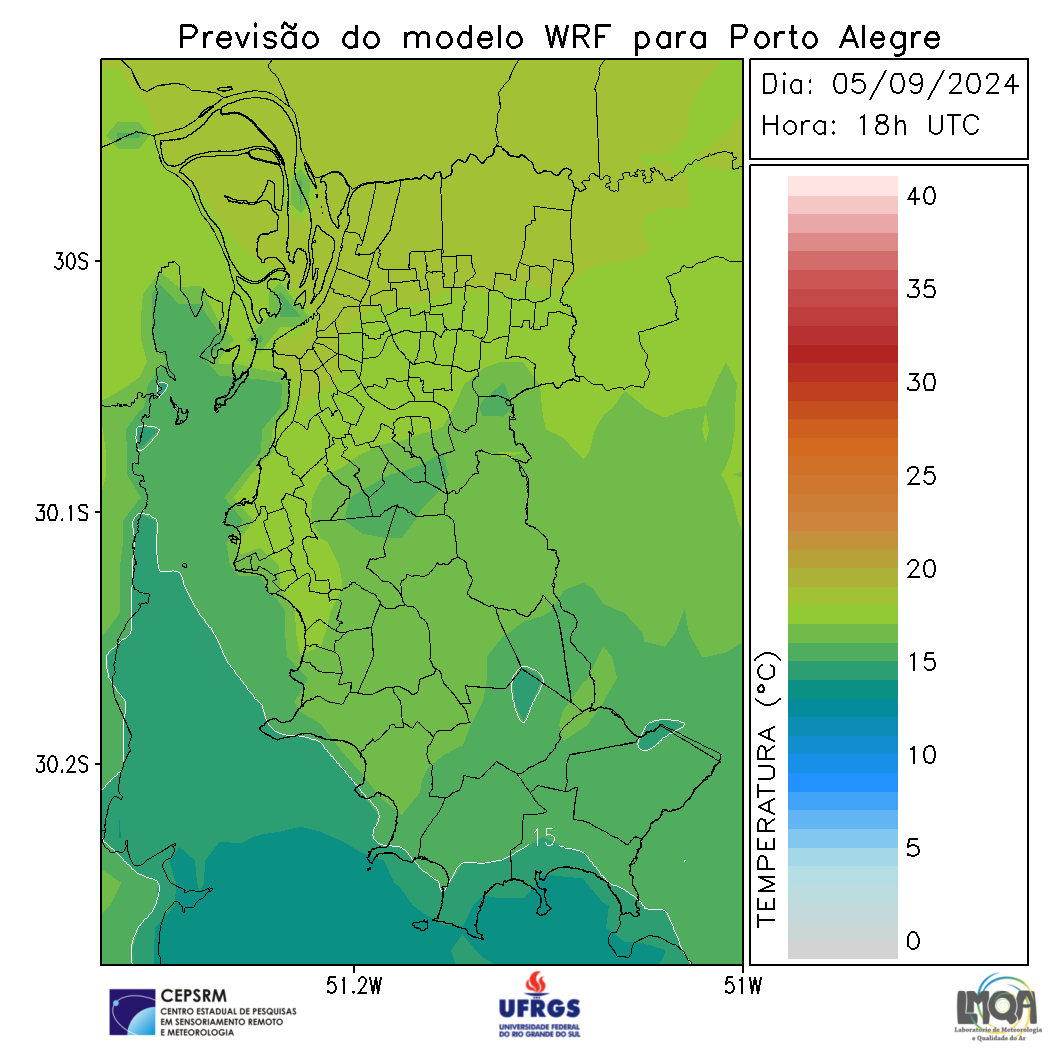 Previsão do modelo WRF para Porto Alegre
Dia: 05/09/2024
Hora: 18h UTC
40
35
30
25
20
15
10
5
0
TEMPERATURA (°C)
30S
30.1S
30.2S
15
51.2W
51W
CEPSRM
CENTRO ESTADUAL DE PESQUISAS
EM SENSORIAMENTO REMOTO
E METEOROLOGIA
UFRGS
UNIVERSIDADE FEDERAL
DO RIO GRANDE DO SUL
LMQA
Laboratório de Meteorologia
e Qualidade do Ar